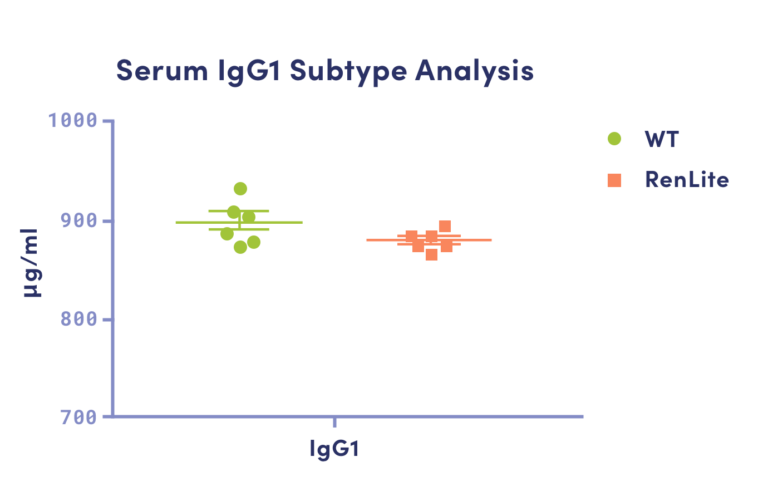 Serum IgG1 Subtype Analysis
1000
900
800
700
µg/ml
IgG1
WT
RenLite